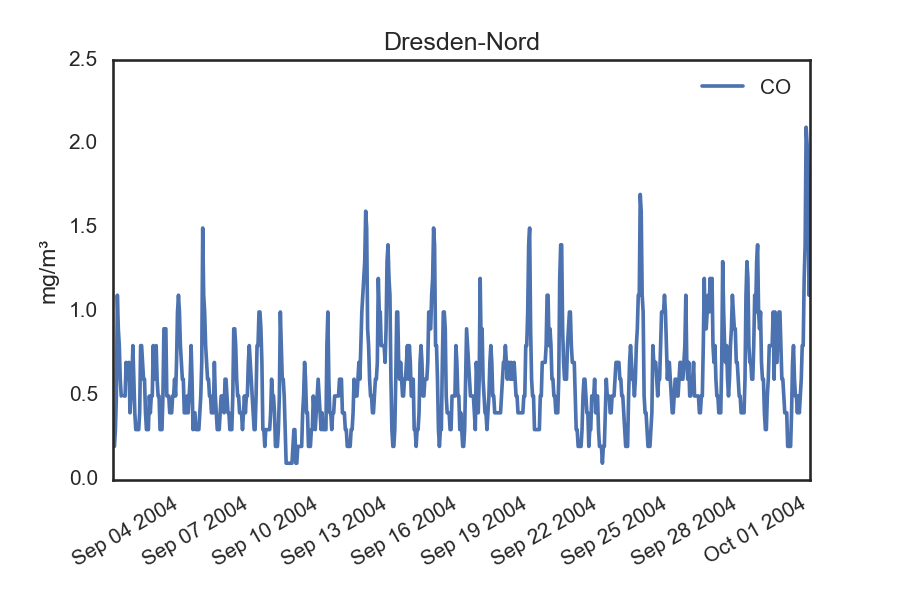 Dresden-Nord
2.5
2.0
1.5
1.0
0.5
0.0
mg/m³
CO
Sep 04 2004
Sep 07 2004
Sep 10 2004
Sep 13 2004
Sep 16 2004
Sep 19 2004
Sep 22 2004
Sep 25 2004
Sep 28 2004
Oct 01 2004